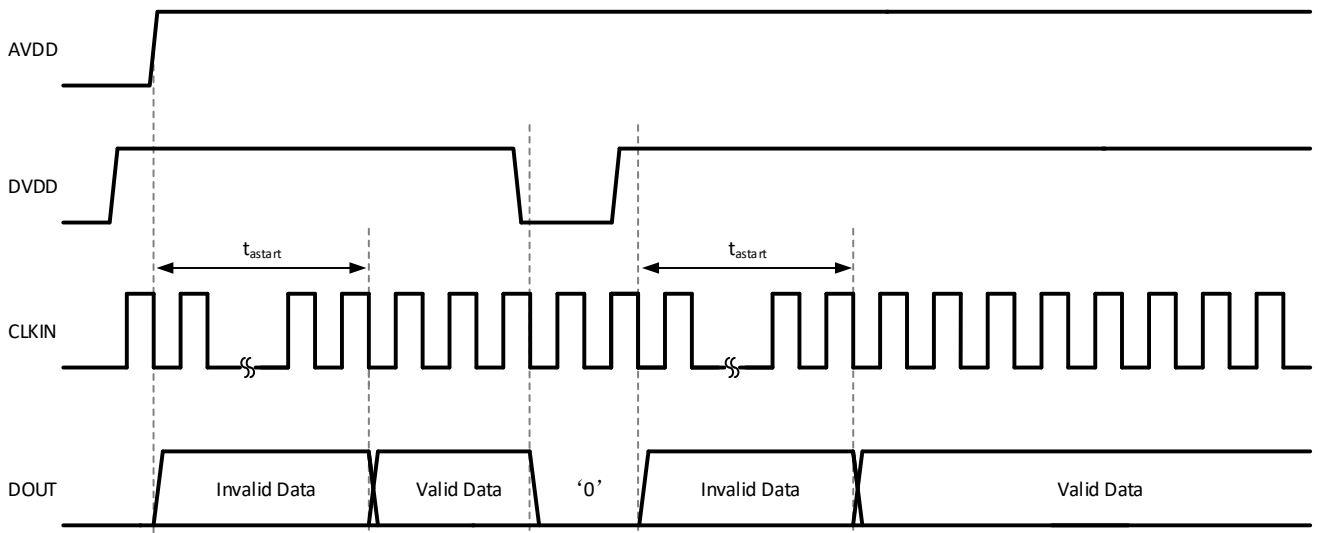 AVDD
DVDD
tastart tastart
CLKIN
DOUT Invalid Data Valid Data ‘0’ Invalid Data Valid Data